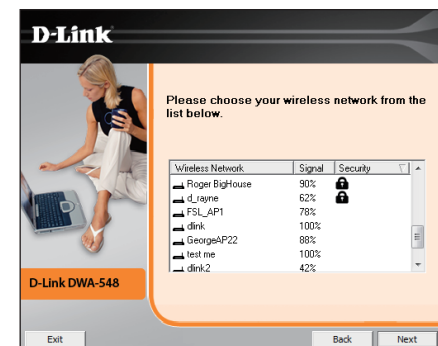 D-Link
Please choose your wireless network from the
list below.
Wireless Network Signal Security
Roger BigHouse 90%
d_rayne 62%
FSL_AP1 78%
dlink 100%
GeorgeAP22 88%
test me 100%
dlink2 42%
D-Link DWA-548
Exit Back Next